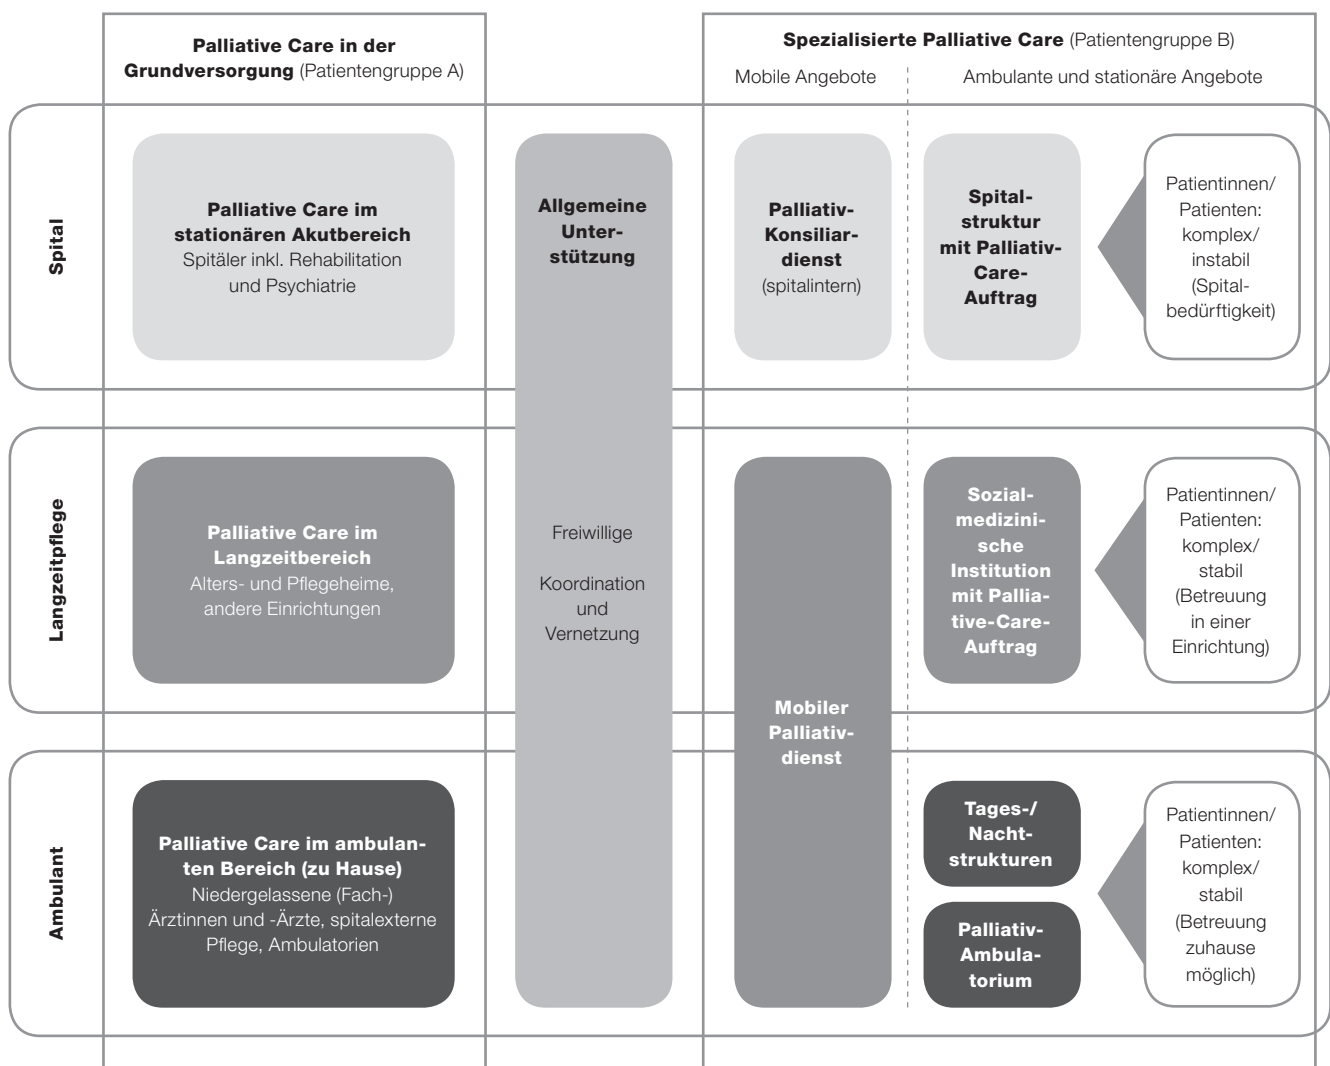 Palliative Care in der
Grundversorgung (Patientengruppe A)
Spezialisierte Palliative Care (Patientengruppe B)
Mobile Angebote
Ambulante und stationäre Angebote
Spital
Palliative Care im
stationären Akutbereich
Spitäler inkl. Rehabilitation
und Psychiatrie
Allgemeine
Unter-
stützung
Palliativ-
Konsiliar-
dienst
(spitalintern)
Spital-
struktur
mit Palliativ-
Care-
Auftrag
Patientinnen/
Patienten:
komplex/
instabil
(Spital-
bedürftigkeit)
Langzeitpflege
Palliative Care im
Langzeitbereich
Alters- und Pflegeheime,
andere Einrichtungen
Freiwillige
Koordination
und
Vernetzung
Mobiler
Palliativ-
dienst
Sozial-
medizini-
sche
Institution
mit Pallia-
tive-Care-
Auftrag
Patientinnen/
Patienten:
komplex/
stabil
(Betreuung
in einer
Einrichtung)
Ambulant
Palliative Care im ambulan-
ten Bereich (zu Hause)
Niedergelassene (Fach-)
Ärztinnen und -Ärzte, spitalexterne
Pflege, Ambulatorien
Tages-/
Nacht-
strukturen
Palliativ-
Ambula-
torium
Patientinnen/
Patienten:
komplex/
stabil
(Betreuung
zuhause
möglich)